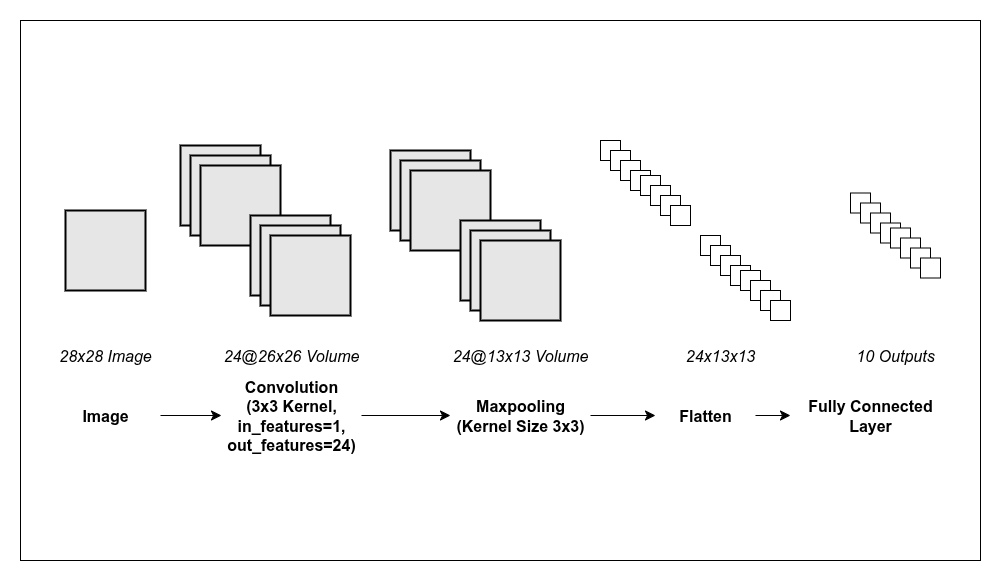 28x28 Image
24@26x26 Volume
24@13x13 Volume
24x13x13
10 Outputs
Image
Convolution
(3x3 Kernel,
in_features=1,
out_features=24)
Maxpooling
(Kernel Size 3x3)
Flatten
Fully Connected
Layer